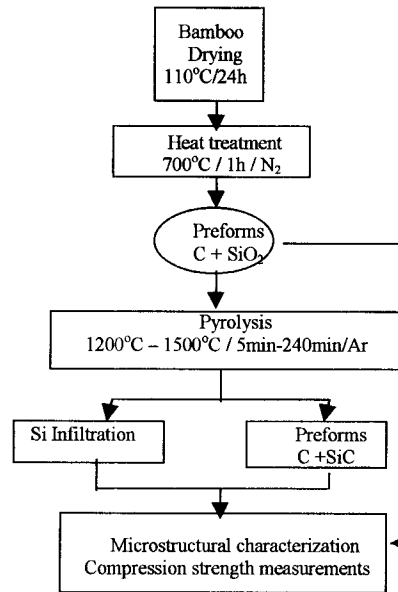 Bamboo
Drying
110°C/24h
Heat treatment
700°C / 1h / N₂
Preforms
C + SiO₂
Pyrolysis
1200°C – 1500°C / 5min-240min/Ar
Si Infiltration
Preforms
C +SiC
Microstructural characterization
Compression strength measurements